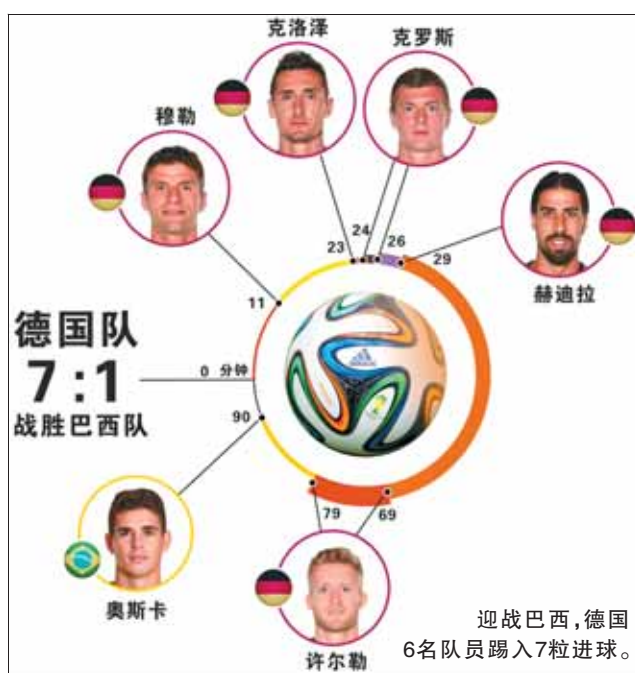 克洛泽
克罗斯
穆勒
24
23
26
29
赫迪拉
11
德国队
7:1
战胜巴西队
0 分钟
adidas
90
79
69
奥斯卡
许尔勒
迎战巴西,德国
6名队员踢入7粒进球。